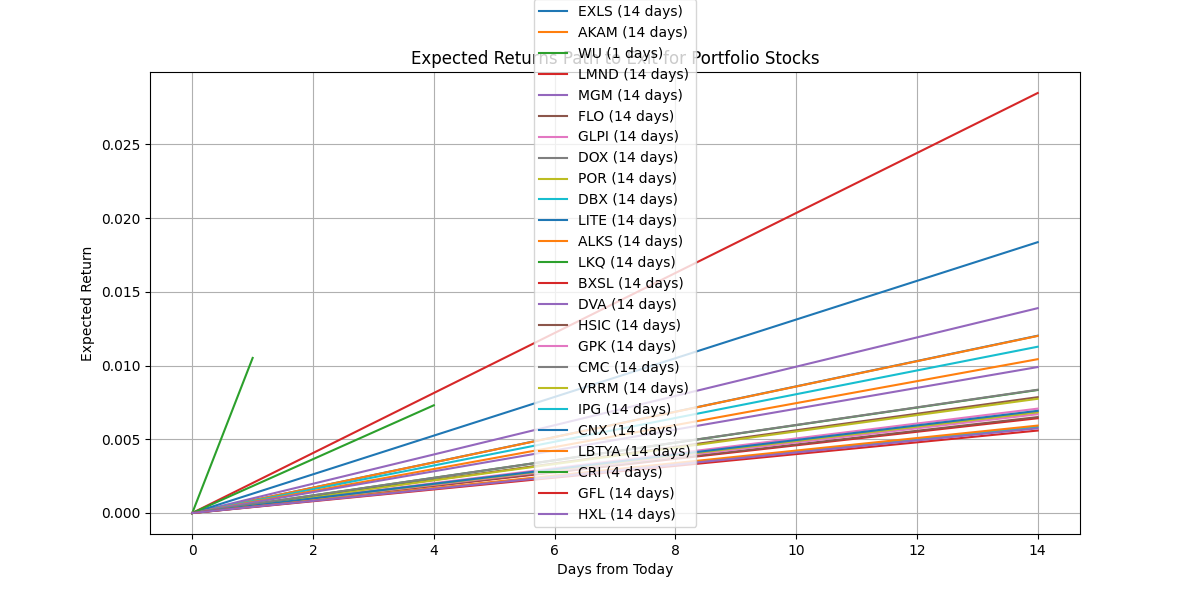 EXLS (14 days)
AKAM (14 days)
WU (1 days)
Expected Returns Path to Exit for Portfolio Stocks
LMND (14 days)
MGM (14 days)
FLO (14 days)
GLPI (14 days)
DOX (14 days)
POR (14 days)
DBX (14 days)
LITE (14 days)
ALKS (14 days)
LKQ (14 days)
BXSL (14 days)
DVA (14 days)
HSIC (14 days)
GPK (14 days)
CMC (14 days)
VRRM (14 days)
IPG (14 days)
CNX (14 days)
LBTYA (14 days)
CRI (4 days)
GFL (14 days)
HXL (14 days)
Expected Return
0.025
0.020
0.015
0.010
0.005
0.000
0 2 4 6 8 10 12 14
Days from Today